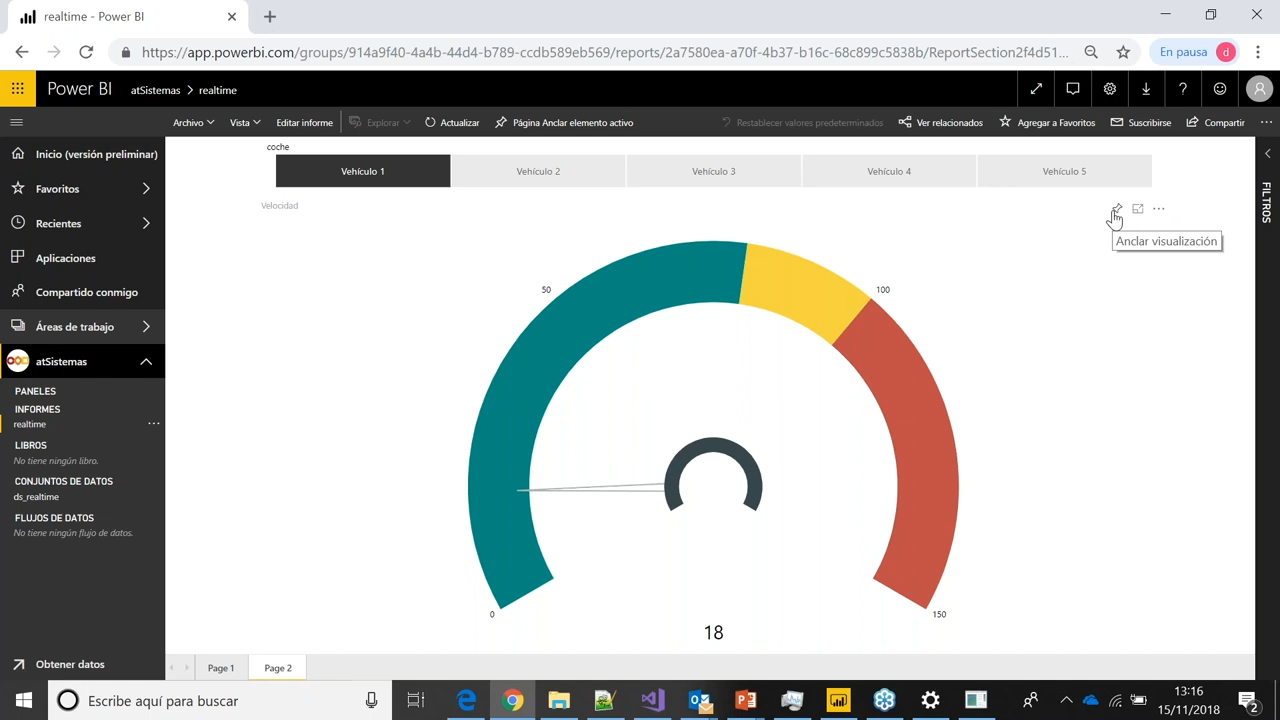 realtime - Power BI
https://app.powerbi.com/groups/914a9f40-4a4b-44d4-b789-ccdb589eb569/reports/2a7580ea-a70f-4b37-b16c-68c899c5838b/ReportSection2f4d51...
En pausa d
Power BI atSistemas > realtime
Archivo Vista Editar informe Explorar Actualizar Página Anclar elemento activo Restablecer valores predeterminados Ver relacionados Agregar a Favoritos Suscribirse Compartir ...
Inicio (versión preliminar)
Favoritos
Recientes
Aplicaciones
Compartido conmigo
Áreas de trabajo
atSistemas
PANELES
INFORMES
realtime ...
LIBROS
No tiene ningún libro.
CONJUNTOS DE DATOS
ds_realtime
FLUJOS DE DATOS
No tiene ningún flujo de datos.
Obtener datos
coche
Vehículo 1 Vehículo 2 Vehículo 3 Vehículo 4 Vehículo 5
Velocidad
Anclar visualización
FILTROS
50 100
0 150
18
Page 1 Page 2
Escribe aquí para buscar
13:16
15/11/2018
2